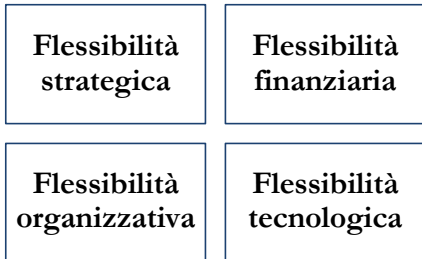 Flessibilità
strategica
Flessibilità
finanziaria
Flessibilità
organizzativa
Flessibilità
tecnologica